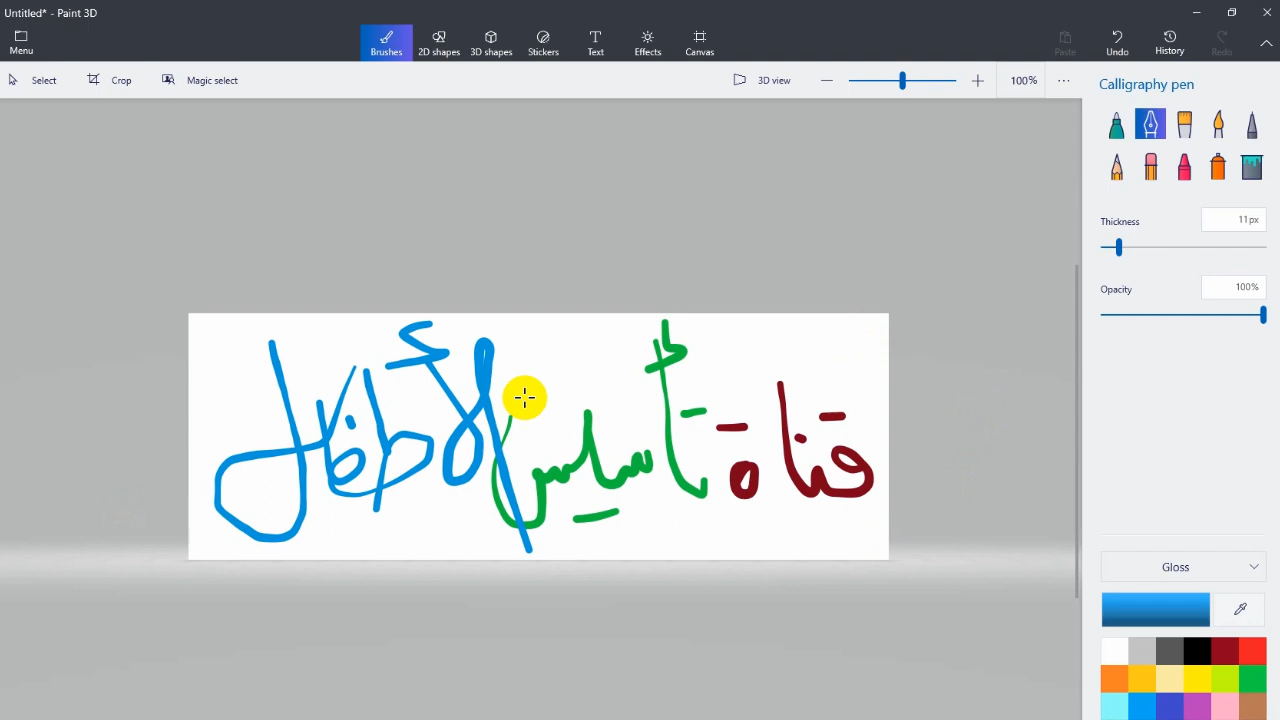 Untitled* - Paint 3D
Menu
Brushes 2D shapes 3D shapes Stickers Text Effects Canvas Paste Undo History Redo
Select Crop Magic select 3D view 100% ...
Calligraphy pen
Thickness 11px
Opacity 100%
Gloss
قناة تأسيس الأطفال